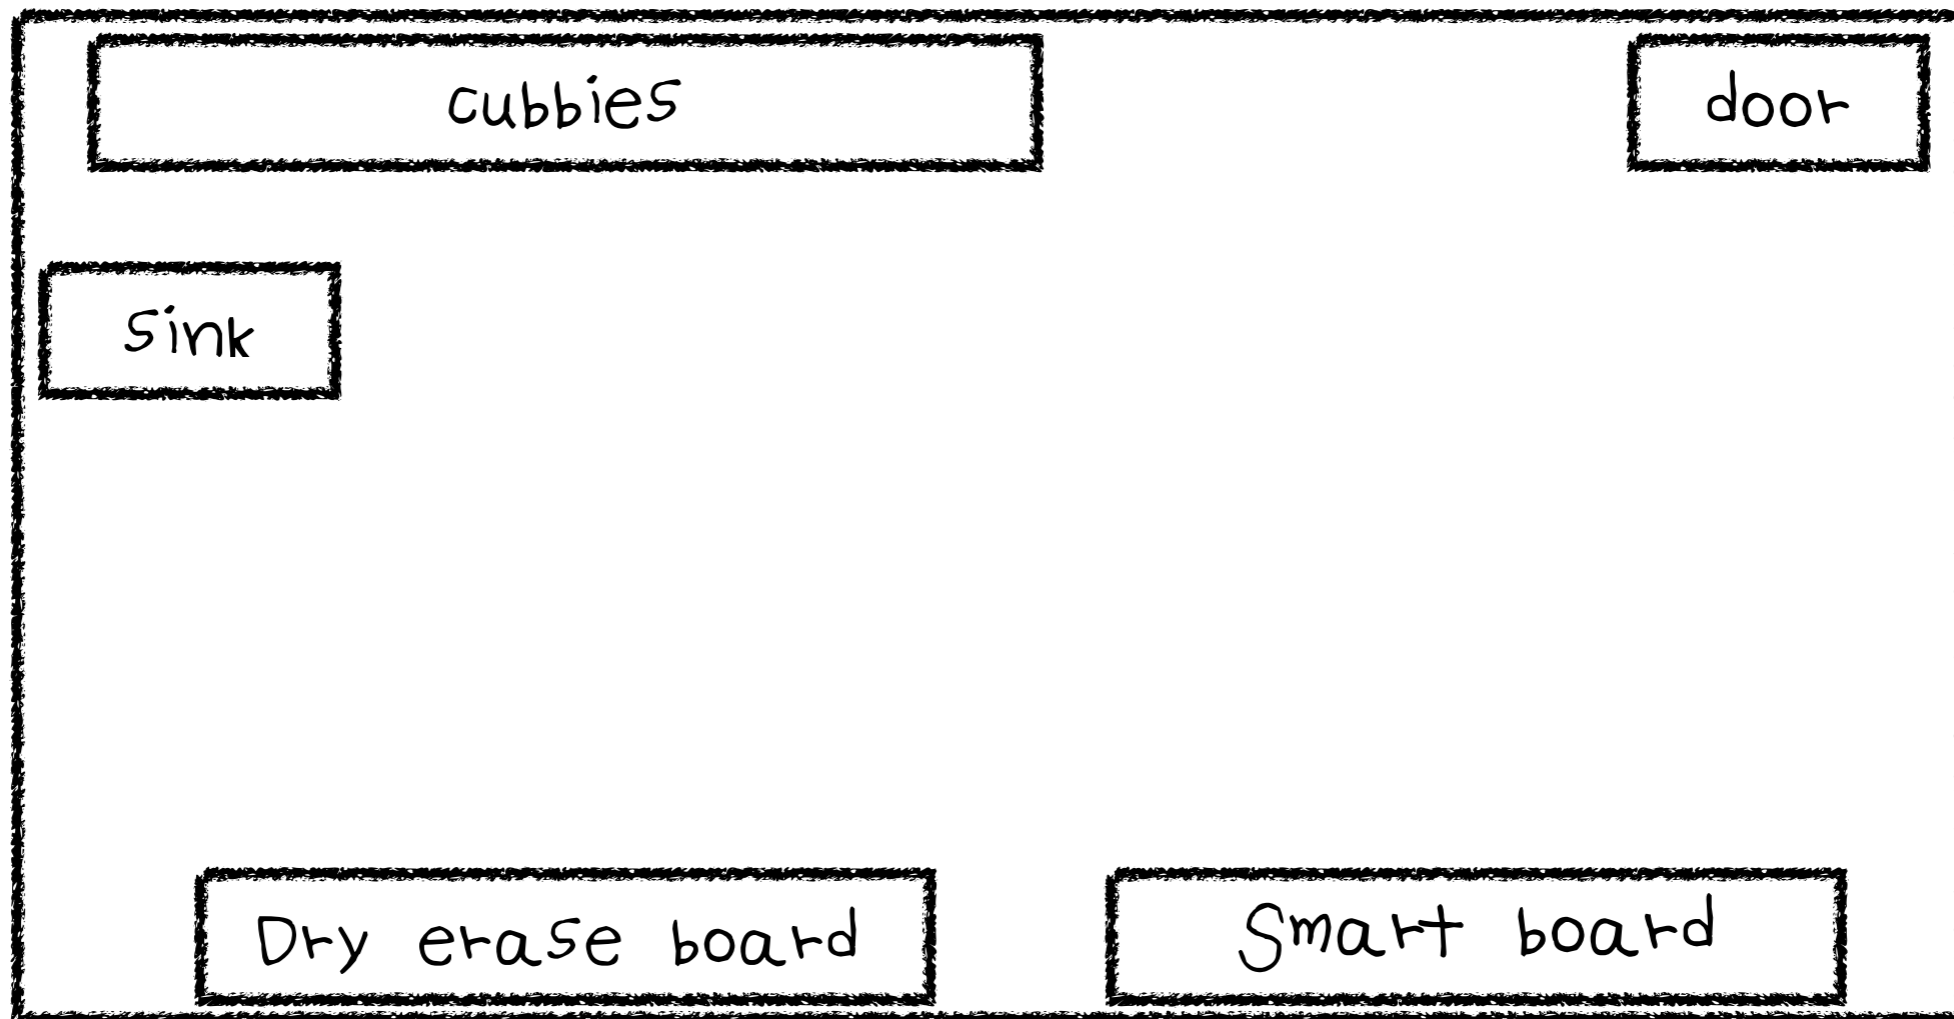 cubbies
door
Sink
Dry erase board
Smart board